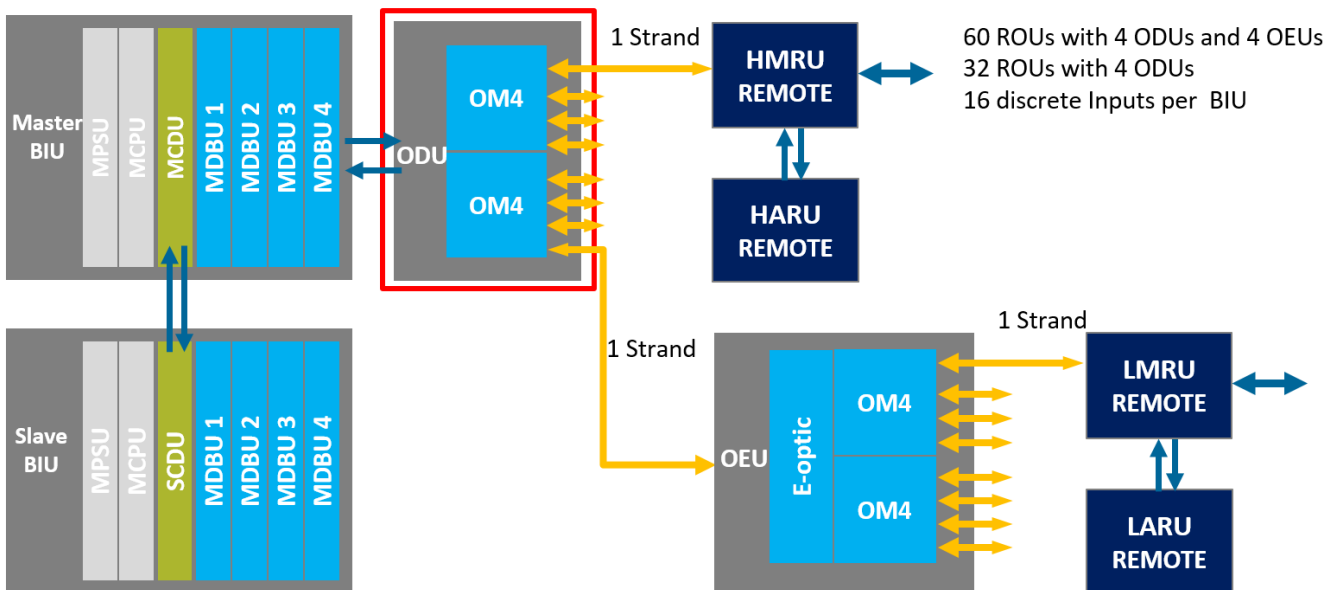 Master
BIU
MPSU
MCPU
MCDU
MDBU 1
MDBU 2
MDBU 3
MDBU 4
ODU
OM4
OM4
1 Strand
HMRU
REMOTE
HARU
REMOTE
60 ROUs with 4 ODUs and 4 OEUs
32 ROUs with 4 ODUs
16 discrete Inputs per BIU
Slave
BIU
MPSU
MCPU
SCDU
MDBU 1
MDBU 2
MDBU 3
MDBU 4
1 Strand
OEU
E-optic
OM4
OM4
1 Strand
LMRU
REMOTE
LARU
REMOTE